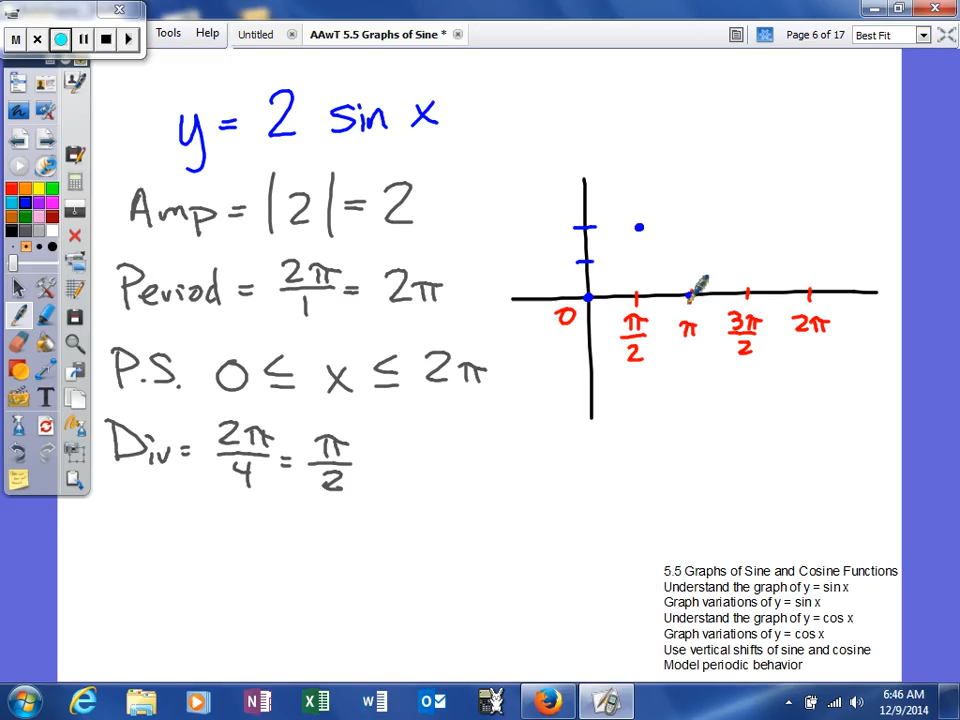 Tools Help Untitled AAwT 5.5 Graphs of Sine * Page 6 of 17 Best Fit
M
y = 2 sin x
Amp = |2| = 2
Period = 2π/1 = 2π
P.S. 0 ≤ x ≤ 2π
Div = 2π/4 = π/2
0 π/2 π 3π/2 2π
5.5 Graphs of Sine and Cosine Functions
Understand the graph of y = sin x
Graph variations of y = sin x
Understand the graph of y = cos x
Graph variations of y = cos x
Use vertical shifts of sine and cosine
Model periodic behavior
6:46 AM
12/9/2014